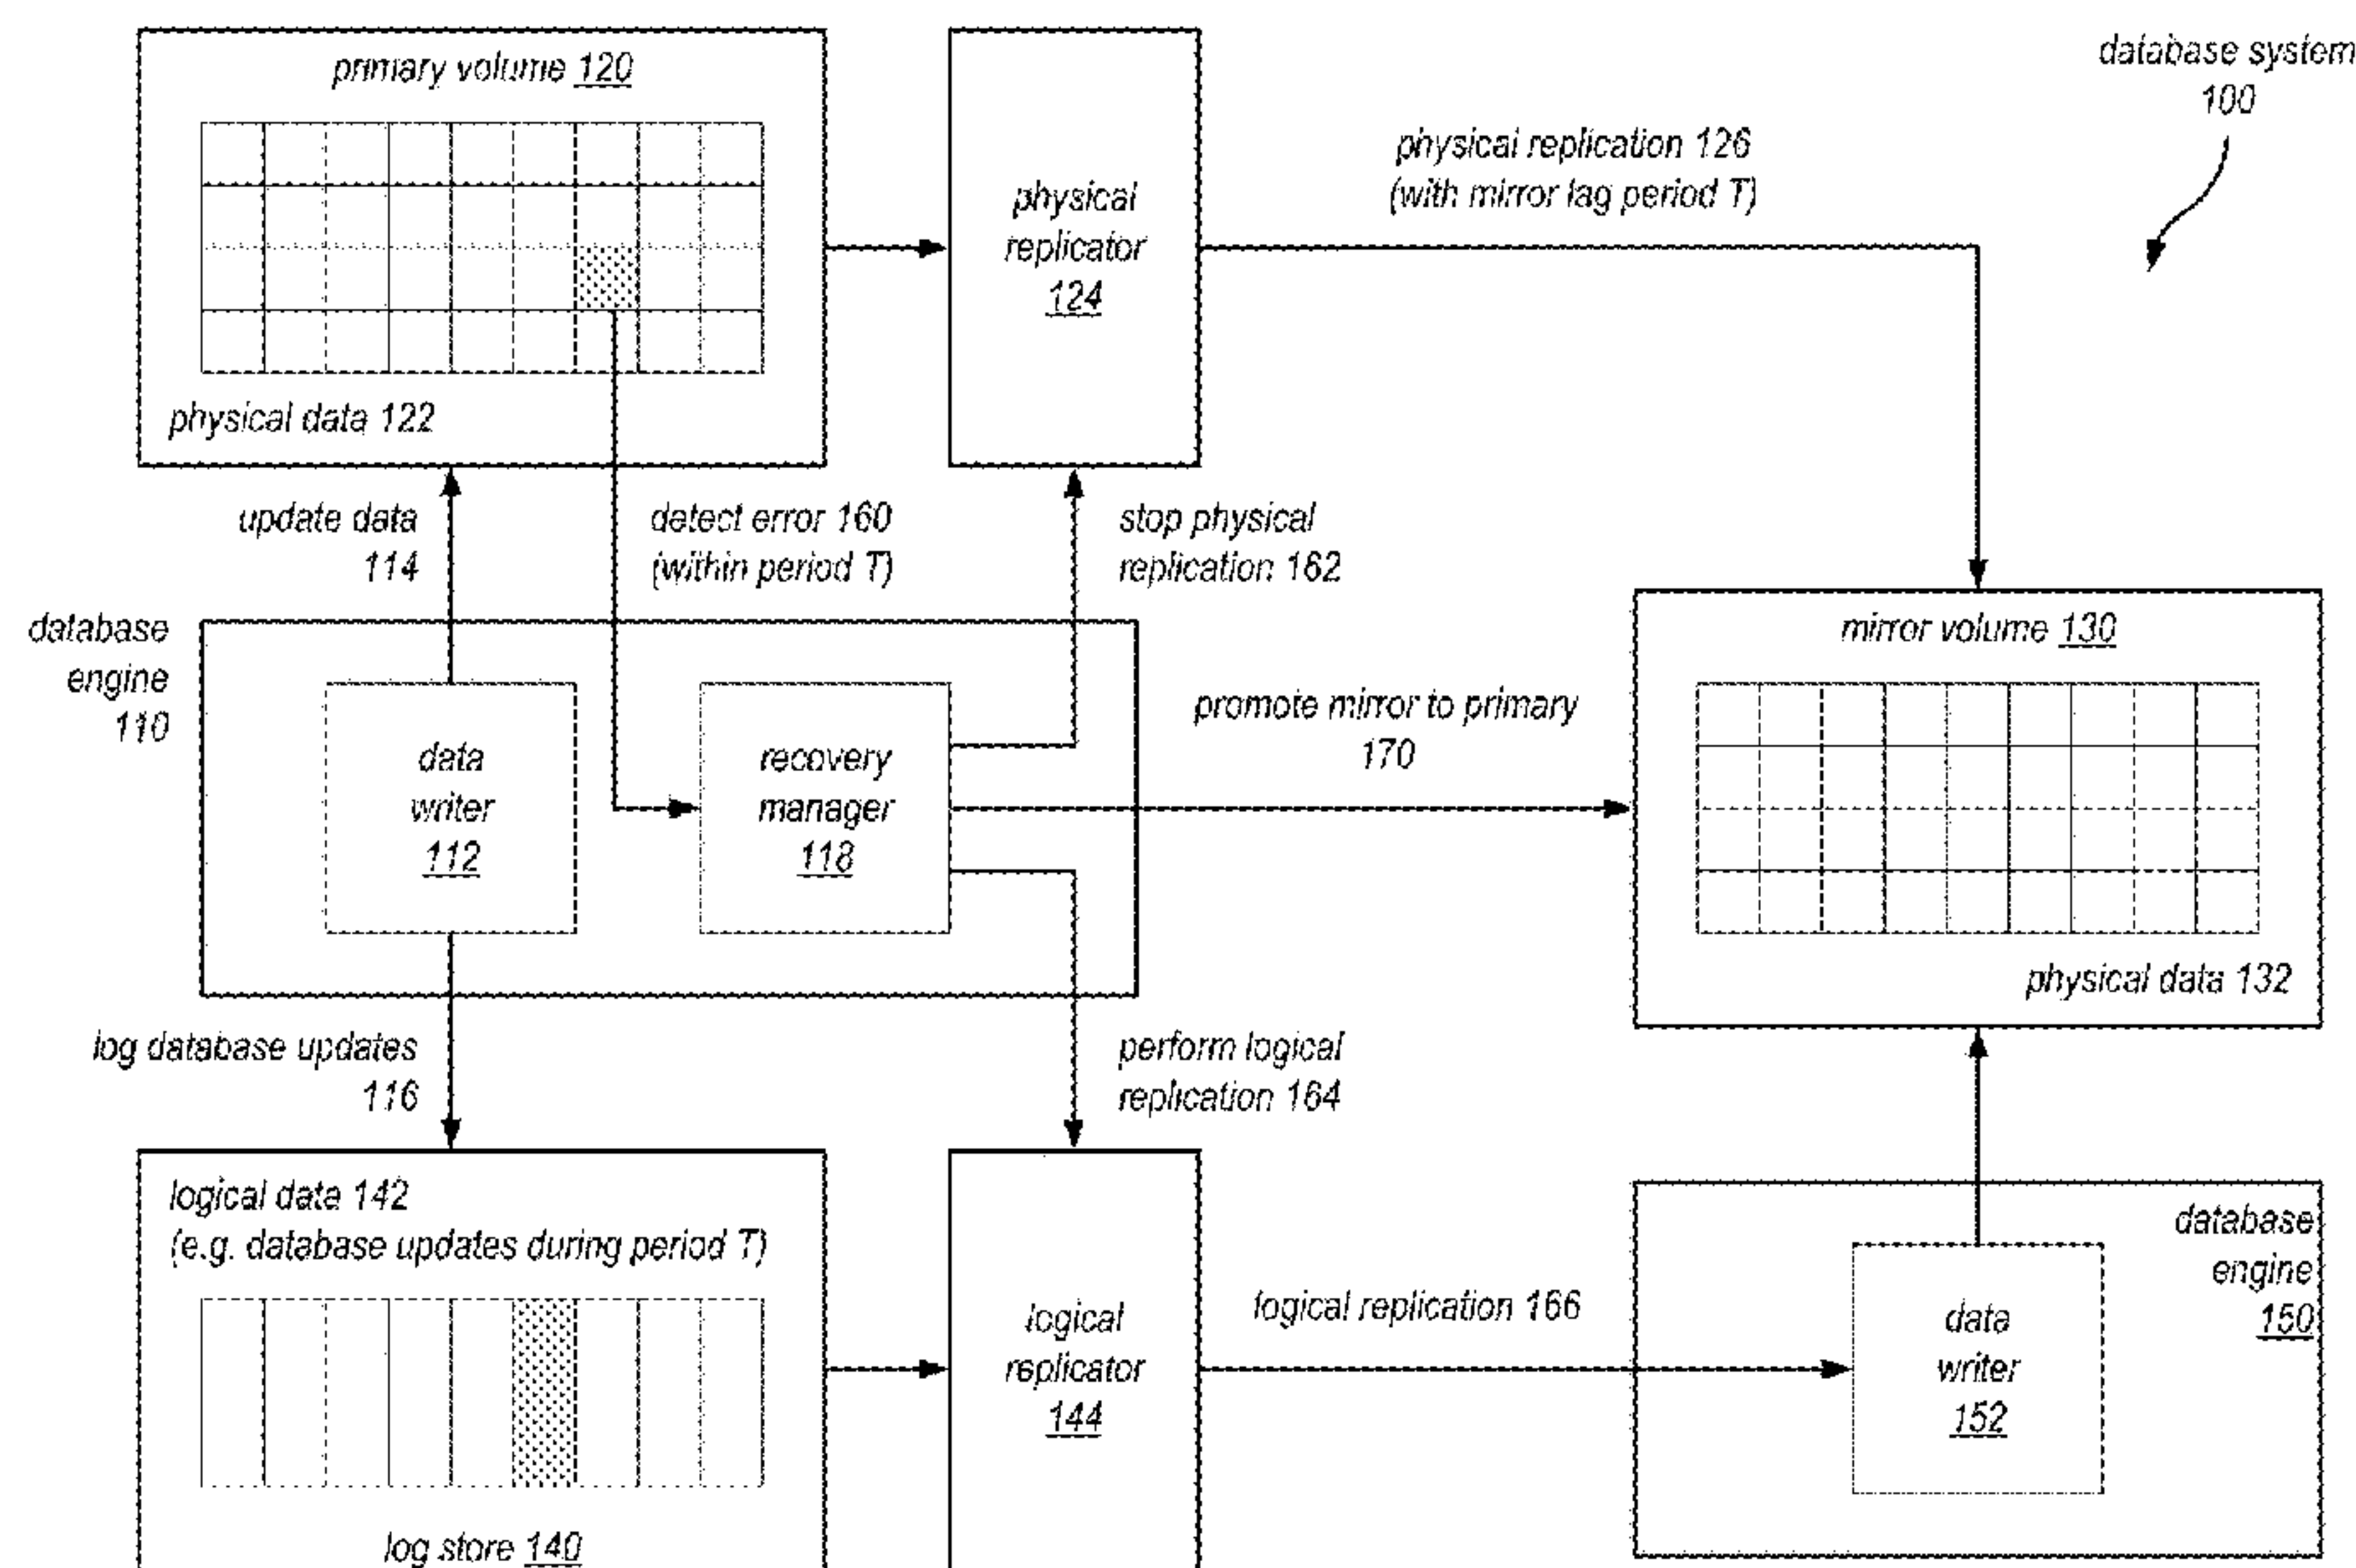 primary volume 120
physical data 122
physical
replicator
124
physical replication 126
(with mirror lag period T)
database system
100
update data
114
detect error 160
(within period T)
stop physical
replication 162
database
engine
110
data
writer
112
recovery
manager
118
promote mirror to primary
170
mirror volume 130
physical data 132
log database updates
116
perform logical
replication 164
logical data 142
(e.g. database updates during period T)
log store 140
logical
replicator
144
logical replication 166
database
engine
150
data
writer
152